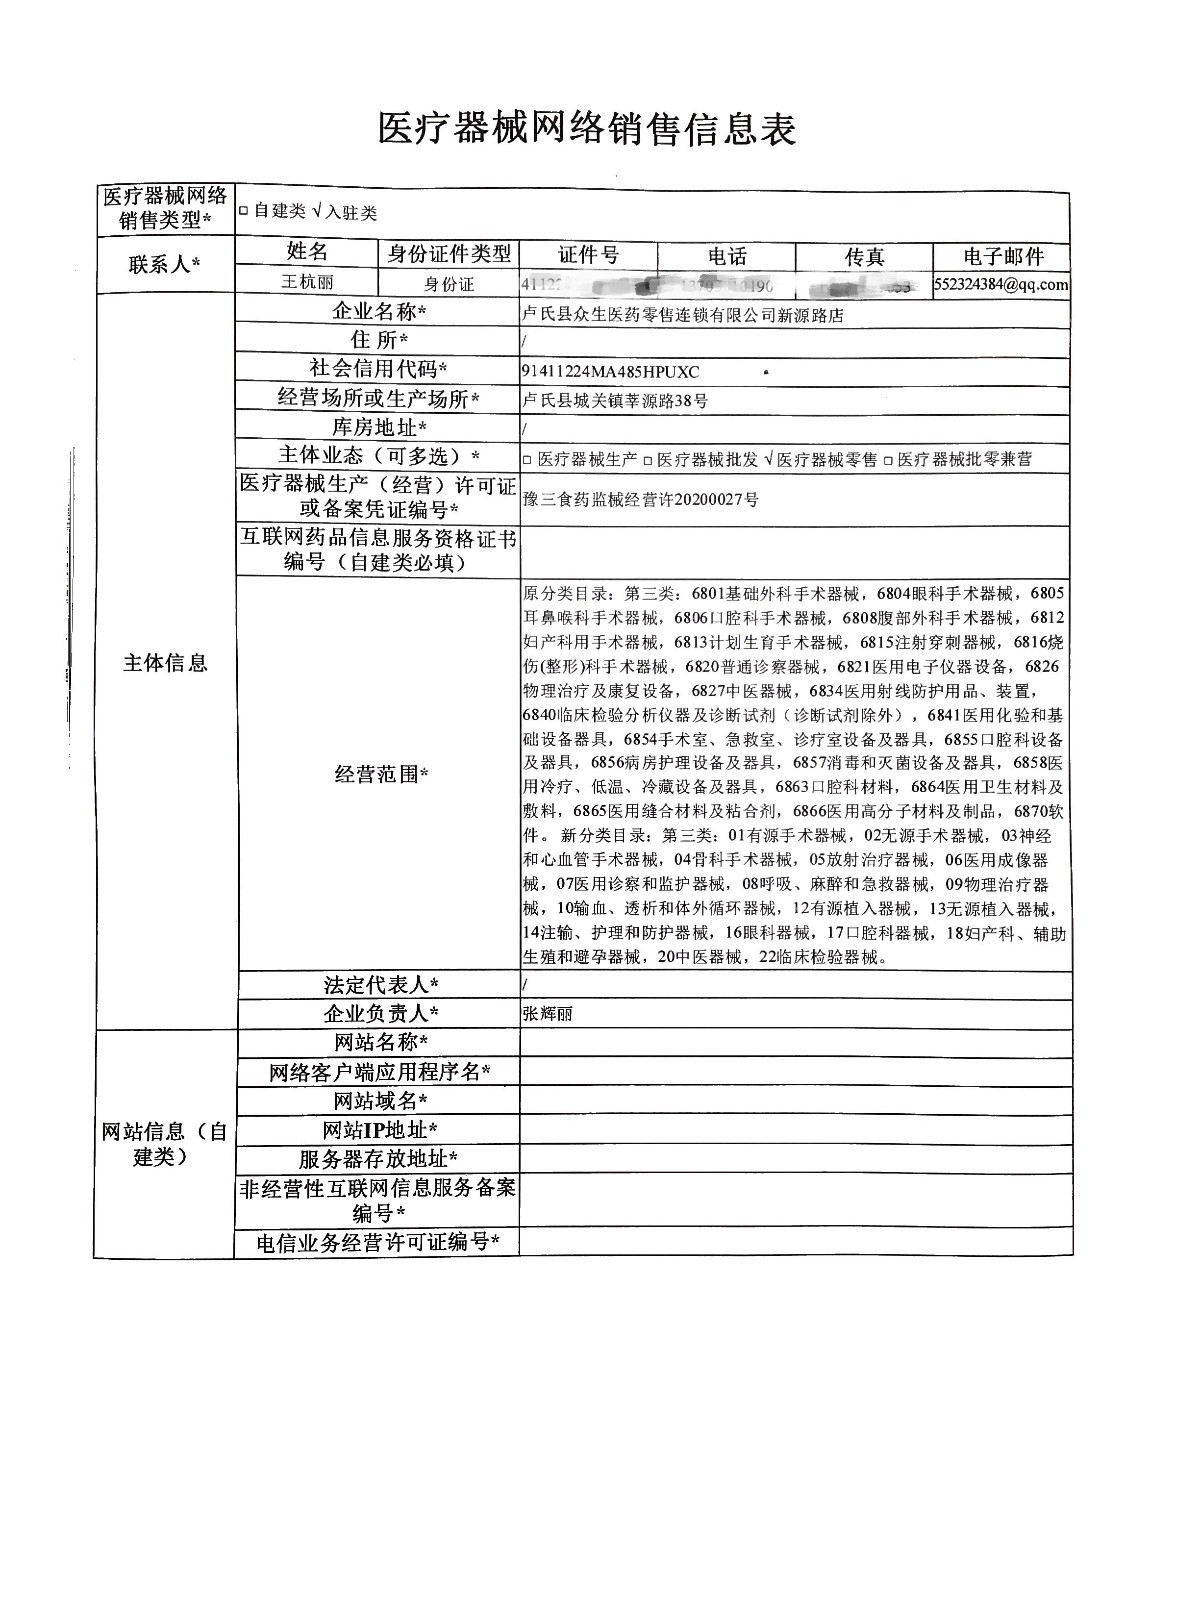 医疗器械网络销售信息表
医疗器械网络
销售类型*
□ 自建类 √入驻类
联系人*
姓名 身份证件类型 证件号 电话 传真 电子邮件
王杭丽 身份证 552324384@qq.com
主体信息
企业名称* 卢氏县众生医药零售连锁有限公司新源路店
住 所* /
社会信用代码* 91411224MA485HPUXC
经营场所或生产场所* 卢氏县城关镇莘源路38号
库房地址* /
主体业态（可多选）* □ 医疗器械生产 □ 医疗器械批发 √医疗器械零售 □ 医疗器械批零兼营
医疗器械生产（经营）许可证
或备案凭证编号*
豫三食药监械经营许20200027号
互联网药品信息服务资格证书
编号（自建类必填）
经营范围*
原分类目录：第三类：6801基础外科手术器械，6804眼科手术器械，6805
耳鼻喉科手术器械，6806口腔科手术器械，6808腹部外科手术器械，6812
妇产科用手术器械，6813计划生育手术器械，6815注射穿刺器械，6816烧
伤(整形)科手术器械，6820普通诊察器械，6821医用电子仪器设备，6826
物理治疗及康复设备，6827中医器械，6834医用射线防护用品、装置，
6840临床检验分析仪器及诊断试剂（诊断试剂除外），6841医用化验和基
础设备器具，6854手术室、急救室、诊疗室设备及器具，6855口腔科设备
及器具，6856病房护理设备及器具，6857消毒和灭菌设备及器具，6858医
用冷疗、低温、冷藏设备及器具，6863口腔科材料，6864医用卫生材料及
敷料，6865医用缝合材料及粘合剂，6866医用高分子材料及制品，6870软
件。 新分类目录：第三类：01有源手术器械，02无源手术器械，03神经
和心血管手术器械，04骨科手术器械，05放射治疗器械，06医用成像器
械，07医用诊察和监护器械，08呼吸、麻醉和急救器械，09物理治疗器
械，10输血、透析和体外循环器械，12有源植入器械，13无源植入器械，
14注输、护理和防护器械，16眼科器械，17口腔科器械，18妇产科、辅助
生殖和避孕器械，20中医器械，22临床检验器械。
法定代表人* /
企业负责人* 张辉丽
网站信息（自
建类）
网站名称*
网络客户端应用程序名*
网站域名*
网站IP地址*
服务器存放地址*
非经营性互联网信息服务备案
编号*
电信业务经营许可证编号*